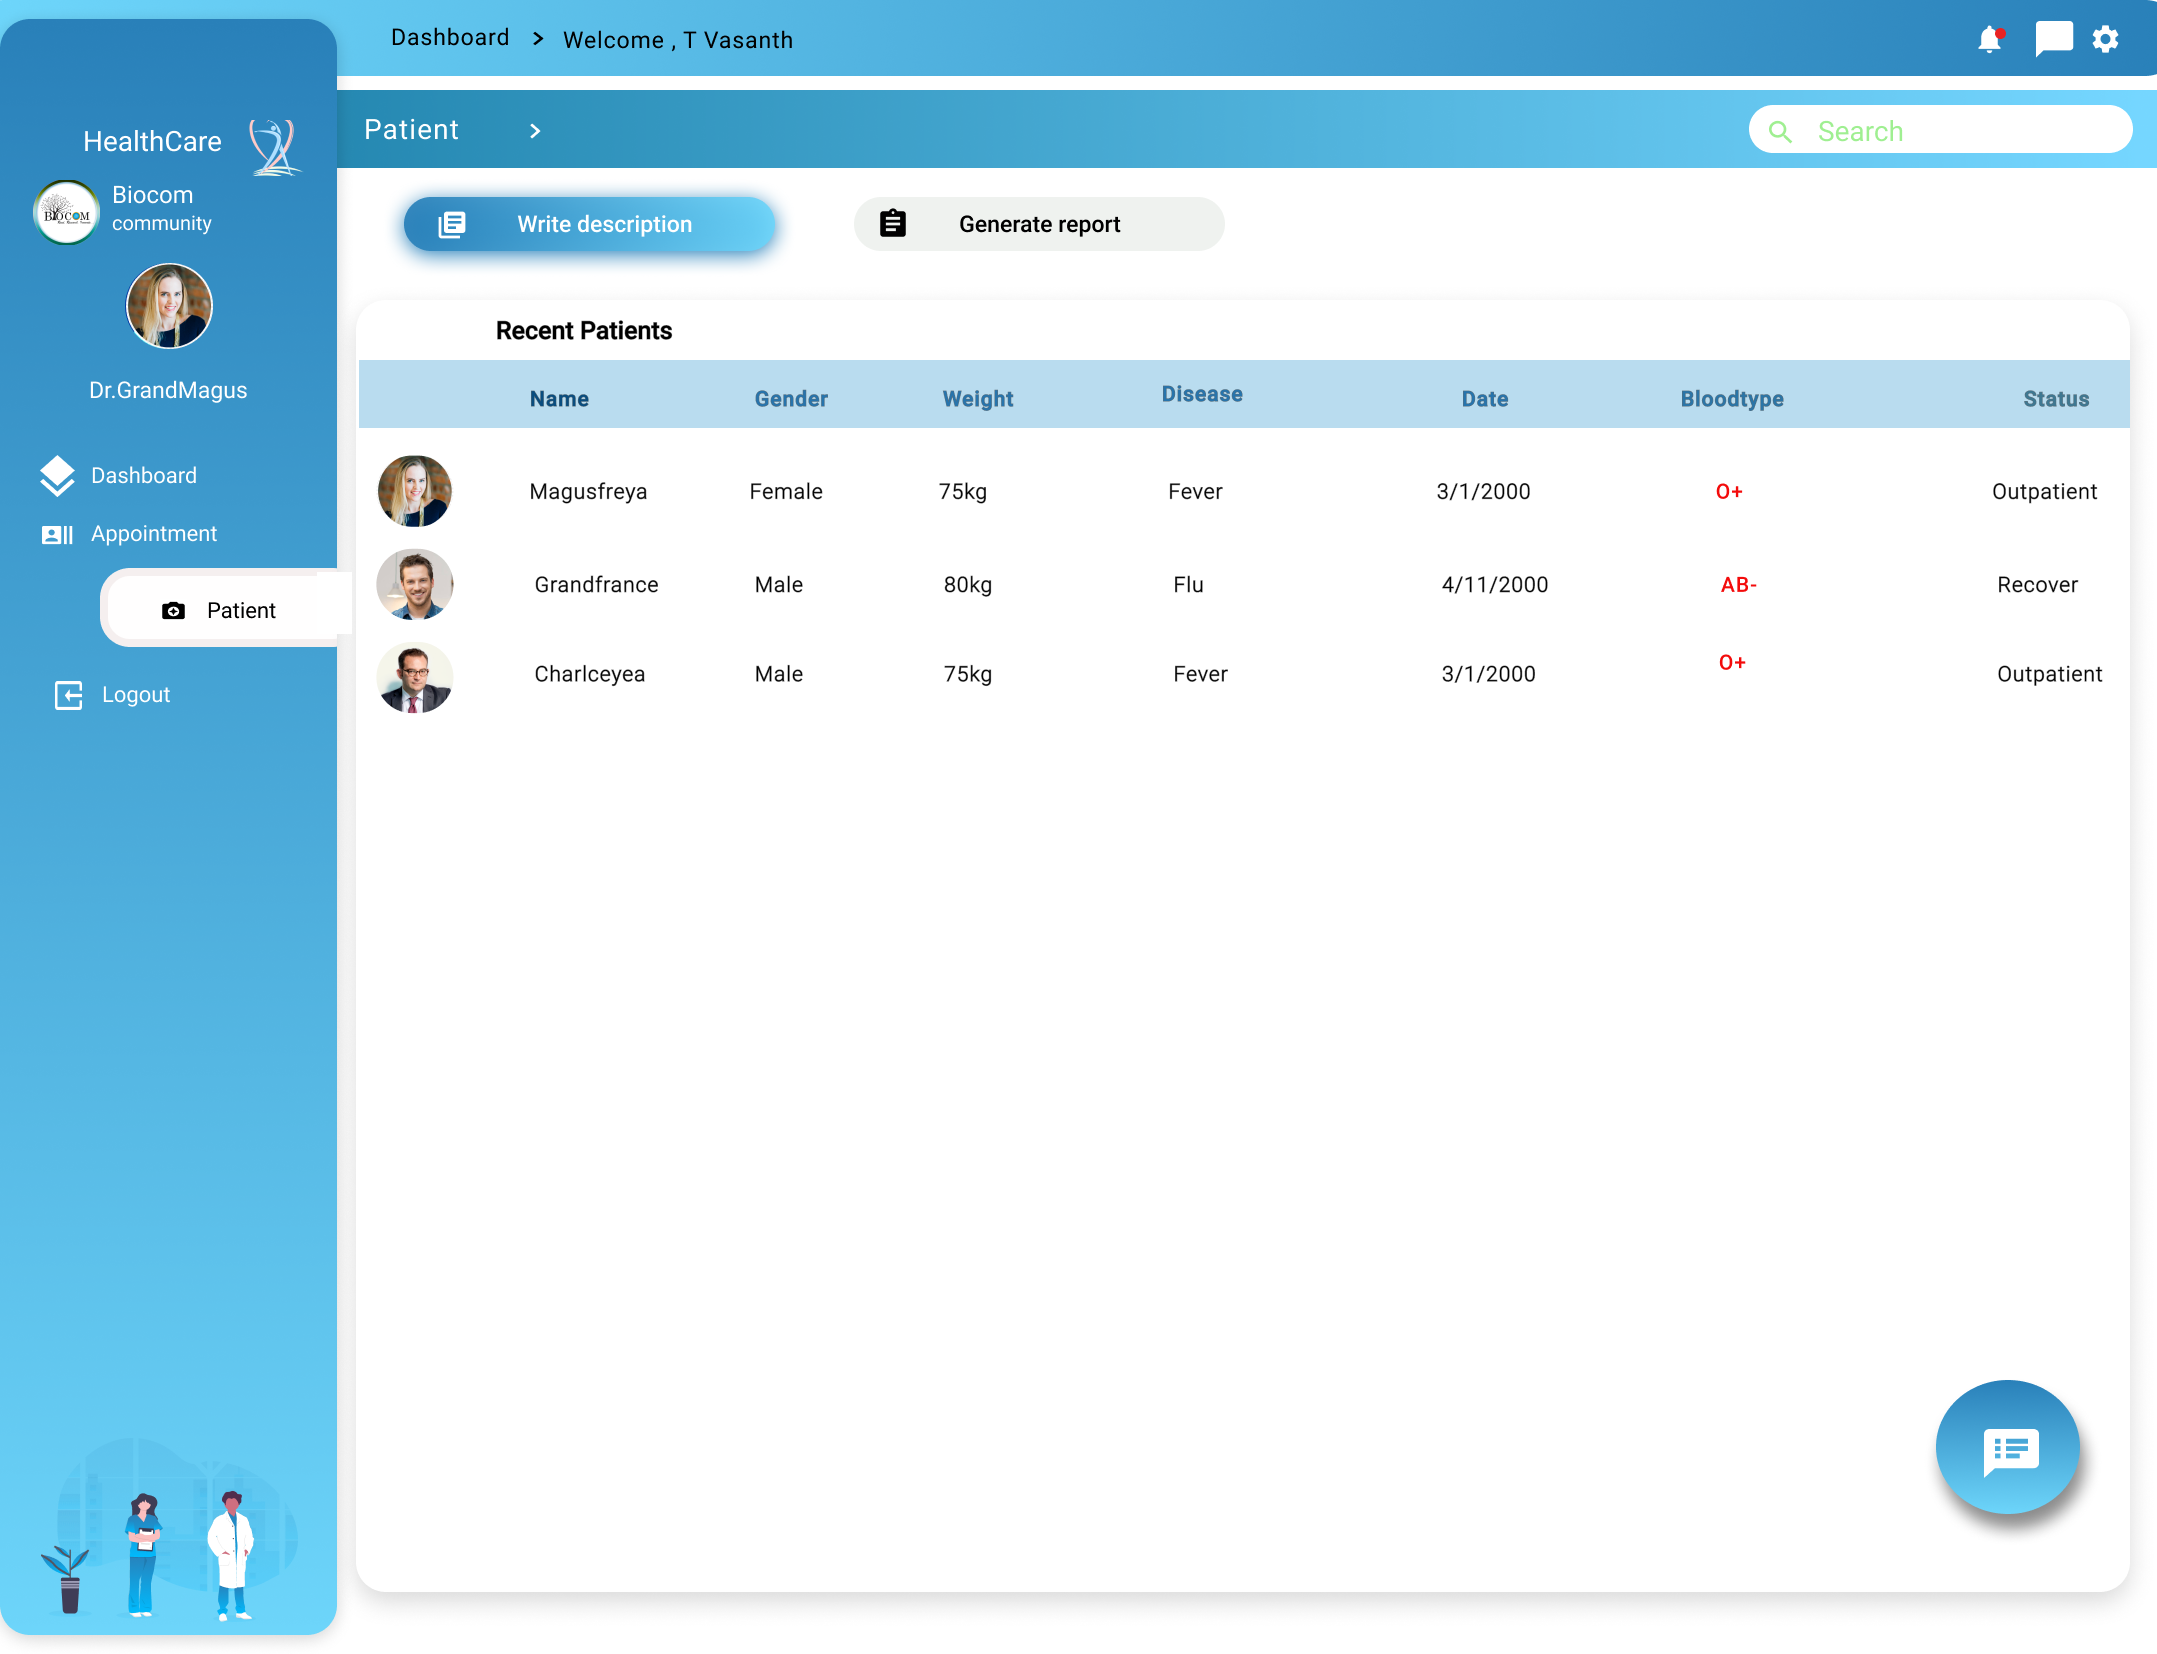 Dashboard > Welcome , T Vasanth
HealthCare
Biocom
community
BIOCOM
Dr.GrandMagus
Dashboard
Appointment
Patient
Logout
Patient >
Search
Write description
Generate report
Recent Patients
Name Gender Weight Disease Date Bloodtype Status
Magusfreya Female 75kg Fever 3/1/2000 O+ Outpatient
Grandfrance Male 80kg Flu 4/11/2000 AB- Recover
Charlceyea Male 75kg Fever 3/1/2000 O+ Outpatient